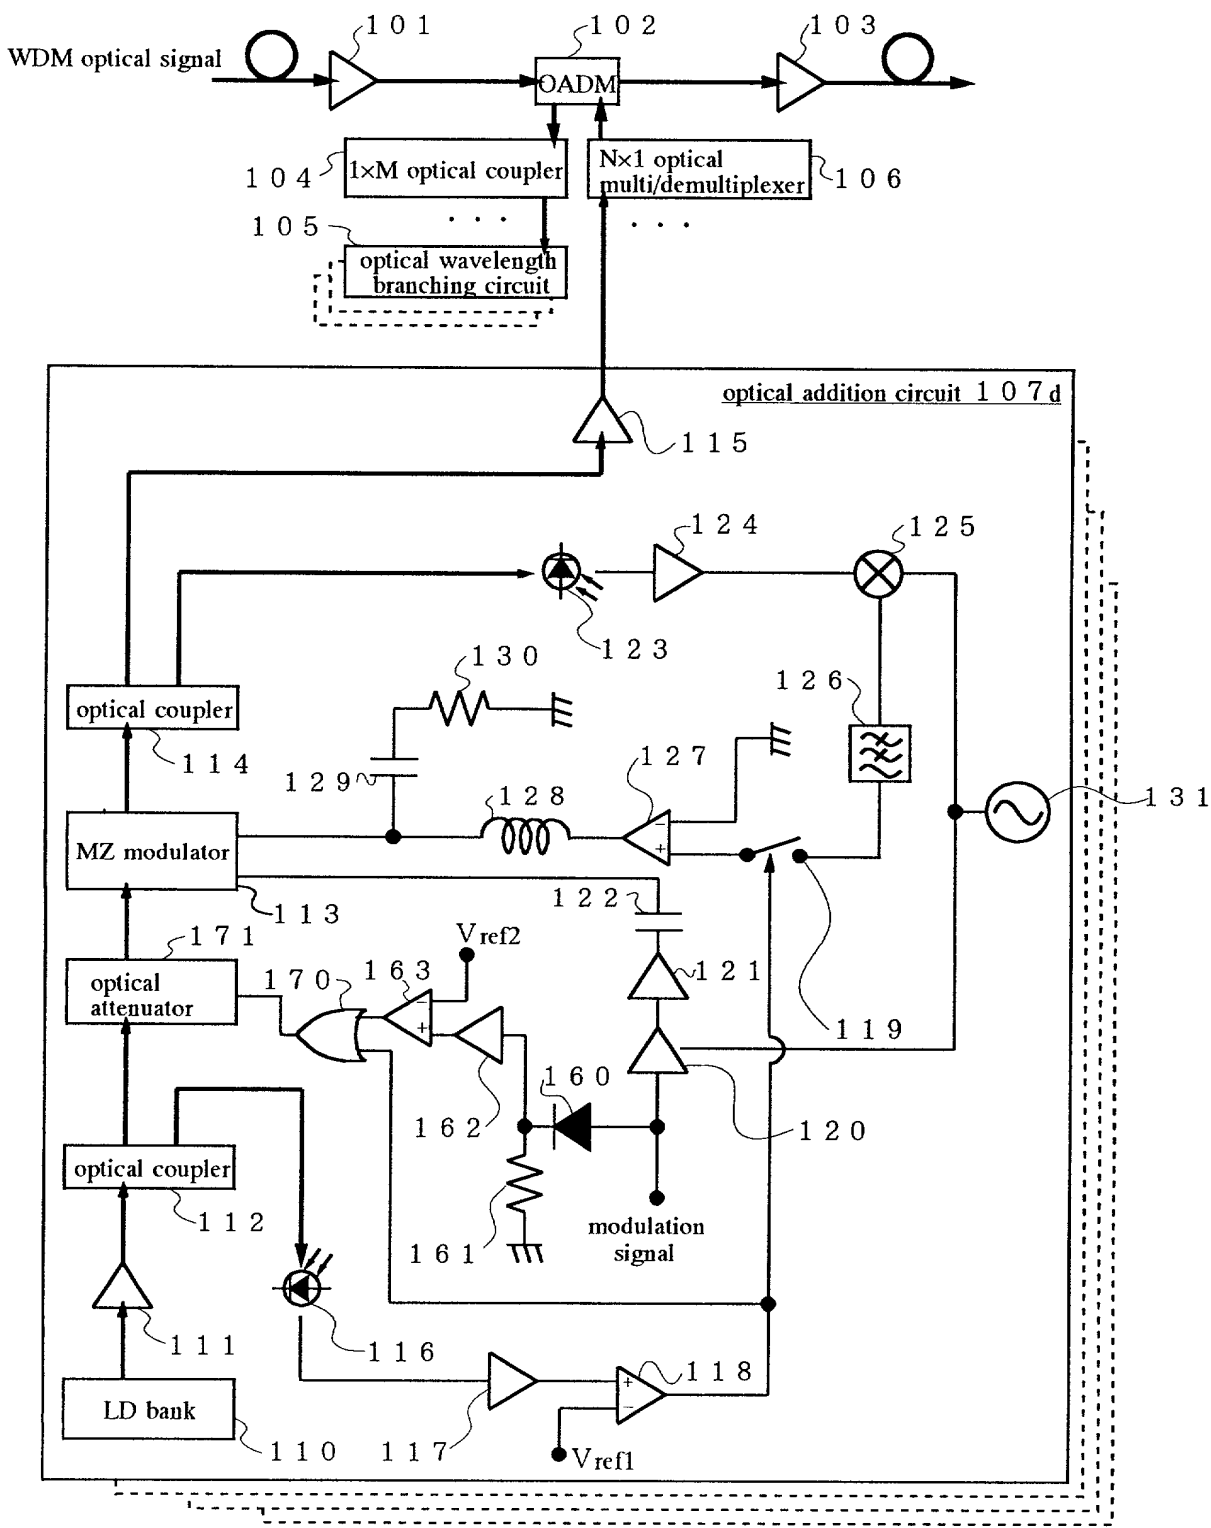 101
102
103
WDM optical signal
OADM
104
1×M optical coupler
N×1 optical
multi/demultiplexer
106
105
. . .
. . .
optical wavelength
branching circuit
optical addition circuit 107d
115
124
125
123
130
126
optical coupler
114
129
128
127
131
MZ modulator
−
+
113
122
119
171
Vref2
170
163
121
optical
attenuator
−
+
162
160
120
optical coupler
112
161
modulation
signal
111
116
118
LD bank
+
−
110
117
Vref1